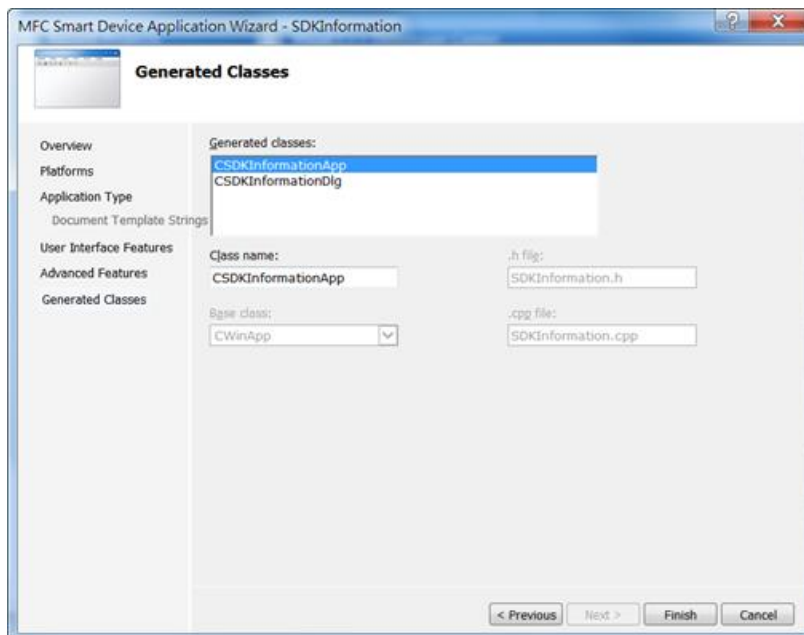 MFC Smart Device Application Wizard - SDKInformation
Generated Classes
Overview
Platforms
Application Type
Document Template Strings
User Interface Features
Advanced Features
Generated Classes
Generated classes:
CSDKInformationApp
CSDKInformationDlg
Class name:
CSDKInformationApp
.h file:
SDKInformation.h
Base class:
CWinApp
.cpp file:
SDKInformation.cpp
< Previous
Next >
Finish
Cancel